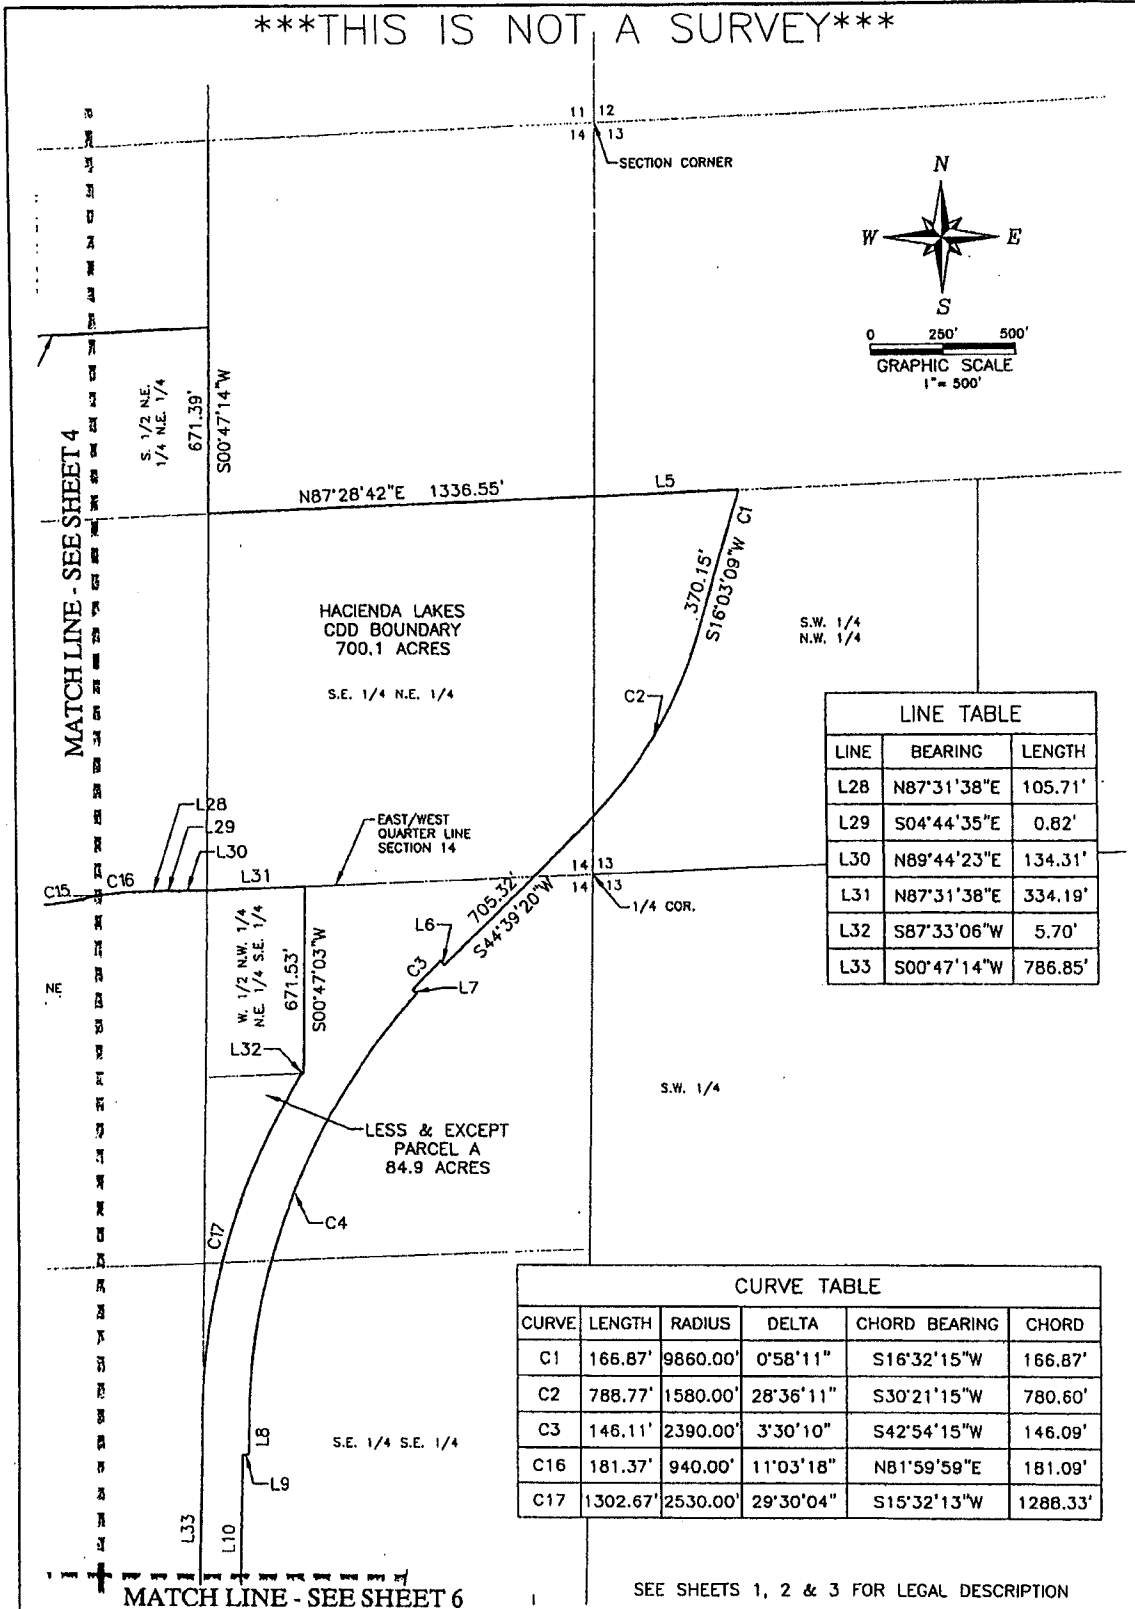 ***THIS IS NOT A SURVEY***
11 12
14 13
SECTION CORNER
N
W E
S
0 250' 500'
GRAPHIC SCALE
1"= 500'
MATCH LINE - SEE SHEET 4
S. 1/2 N.E.
1/4 N.E. 1/4
671.39'
S00°47'14"W
N87°28'42"E 1336.55'
L5
C1
370.15'
S16°03'09"W
HACIENDA LAKES
CDD BOUNDARY
700.1 ACRES
S.E. 1/4 N.E. 1/4
S.W. 1/4
N.W. 1/4
C2
LINE TABLE
LINE BEARING LENGTH
L28 N87°31'38"E 105.71'
L29 S04°44'35"E 0.82'
L30 N89°44'23"E 134.31'
L31 N87°31'38"E 334.19'
L32 S87°33'06"W 5.70'
L33 S00°47'14"W 786.85'
L28
L29
L30
EAST/WEST
QUARTER LINE
SECTION 14
C15
C16
L31
14 13
14 13
1/4 COR.
705.32'
S44°39'20"W
L6
C3
L7
NE
W. 1/2 N.W. 1/4
N.E. 1/4 S.E. 1/4
671.53'
S00°47'03"W
L32
S.W. 1/4
LESS & EXCEPT
PARCEL A
84.9 ACRES
C4
C17
CURVE TABLE
CURVE LENGTH RADIUS DELTA CHORD BEARING CHORD
C1 166.87' 9860.00' 0°58'11" S16°32'15"W 166.87'
C2 788.77' 1580.00' 28°36'11" S30°21'15"W 780.60'
C3 146.11' 2390.00' 3°30'10" S42°54'15"W 146.09'
C16 181.37' 940.00' 11°03'18" N81°59'59"E 181.09'
C17 1302.67' 2530.00' 29°30'04" S15°32'13"W 1288.33'
L8
S.E. 1/4 S.E. 1/4
L9
L33
L10
MATCH LINE - SEE SHEET 6
SEE SHEETS 1, 2 & 3 FOR LEGAL DESCRIPTION